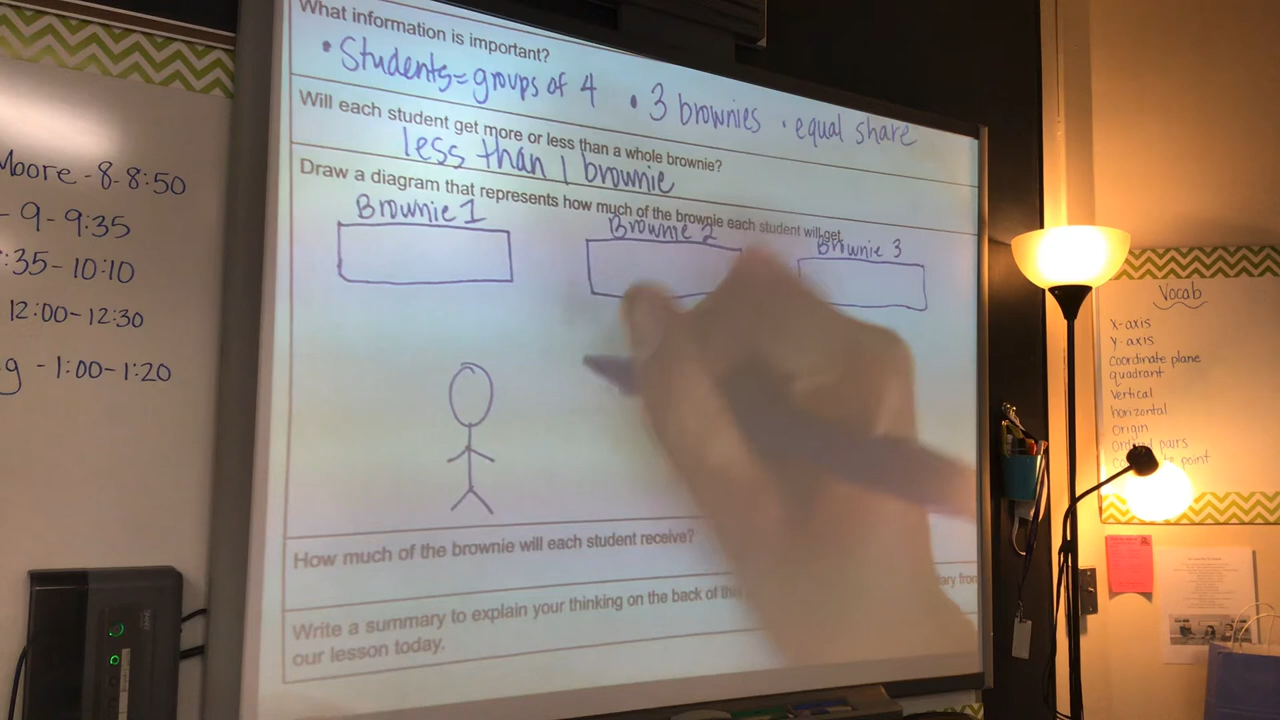 What information is important?
• Students = groups of 4 • 3 brownies • equal share
Will each student get more or less than a whole brownie?
less than 1 brownie
Draw a diagram that represents how much of the brownie each student will get.
Brownie 1
Brownie 2
Brownie 3
How much of the brownie will each student receive?
Write a summary to explain your thinking on the back of this
our lesson today.
Moore - 8-8:50
- 9-9:35
:35-10:10
12:00-12:30
g - 1:00-1:20
Vocab
x-axis
y-axis
coordinate plane
quadrant
vertical
horizontal
origin
pairs
point